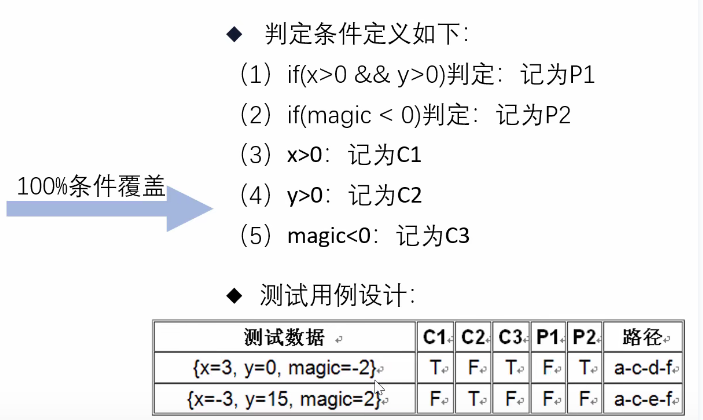 ◆ 判定条件定义如下：
（1）if(x>0 && y>0)判定：记为P1
（2）if(magic < 0)判定：记为P2
（3）x>0：记为C1
100%条件覆盖
（4）y>0：记为C2
（5）magic<0：记为C3
◆ 测试用例设计：
测试数据 C1 C2 C3 P1 P2 路径
{x=3, y=0, magic=-2} T F T F T a-c-d-f
{x=-3, y=15, magic=2} F T F F F a-c-e-f